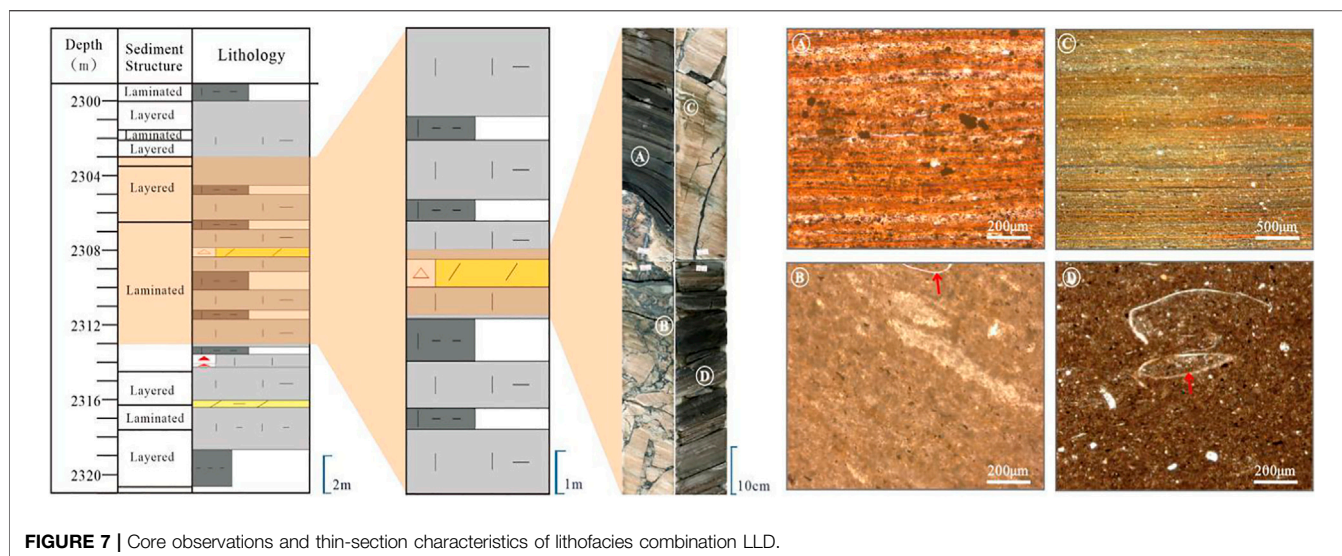 Depth
(m)
Sediment
Structure
Lithology
2300
2304
2308
2312
2316
2320
Laminated
Layered
Laminated
Layered
Layered
Laminated
Layered
Laminated
Layered
2m
1m
A
B
C
D
10cm
A
200μm
C
500μm
B
200μm
D
200μm
FIGURE 7 | Core observations and thin-section characteristics of lithofacies combination LLD.